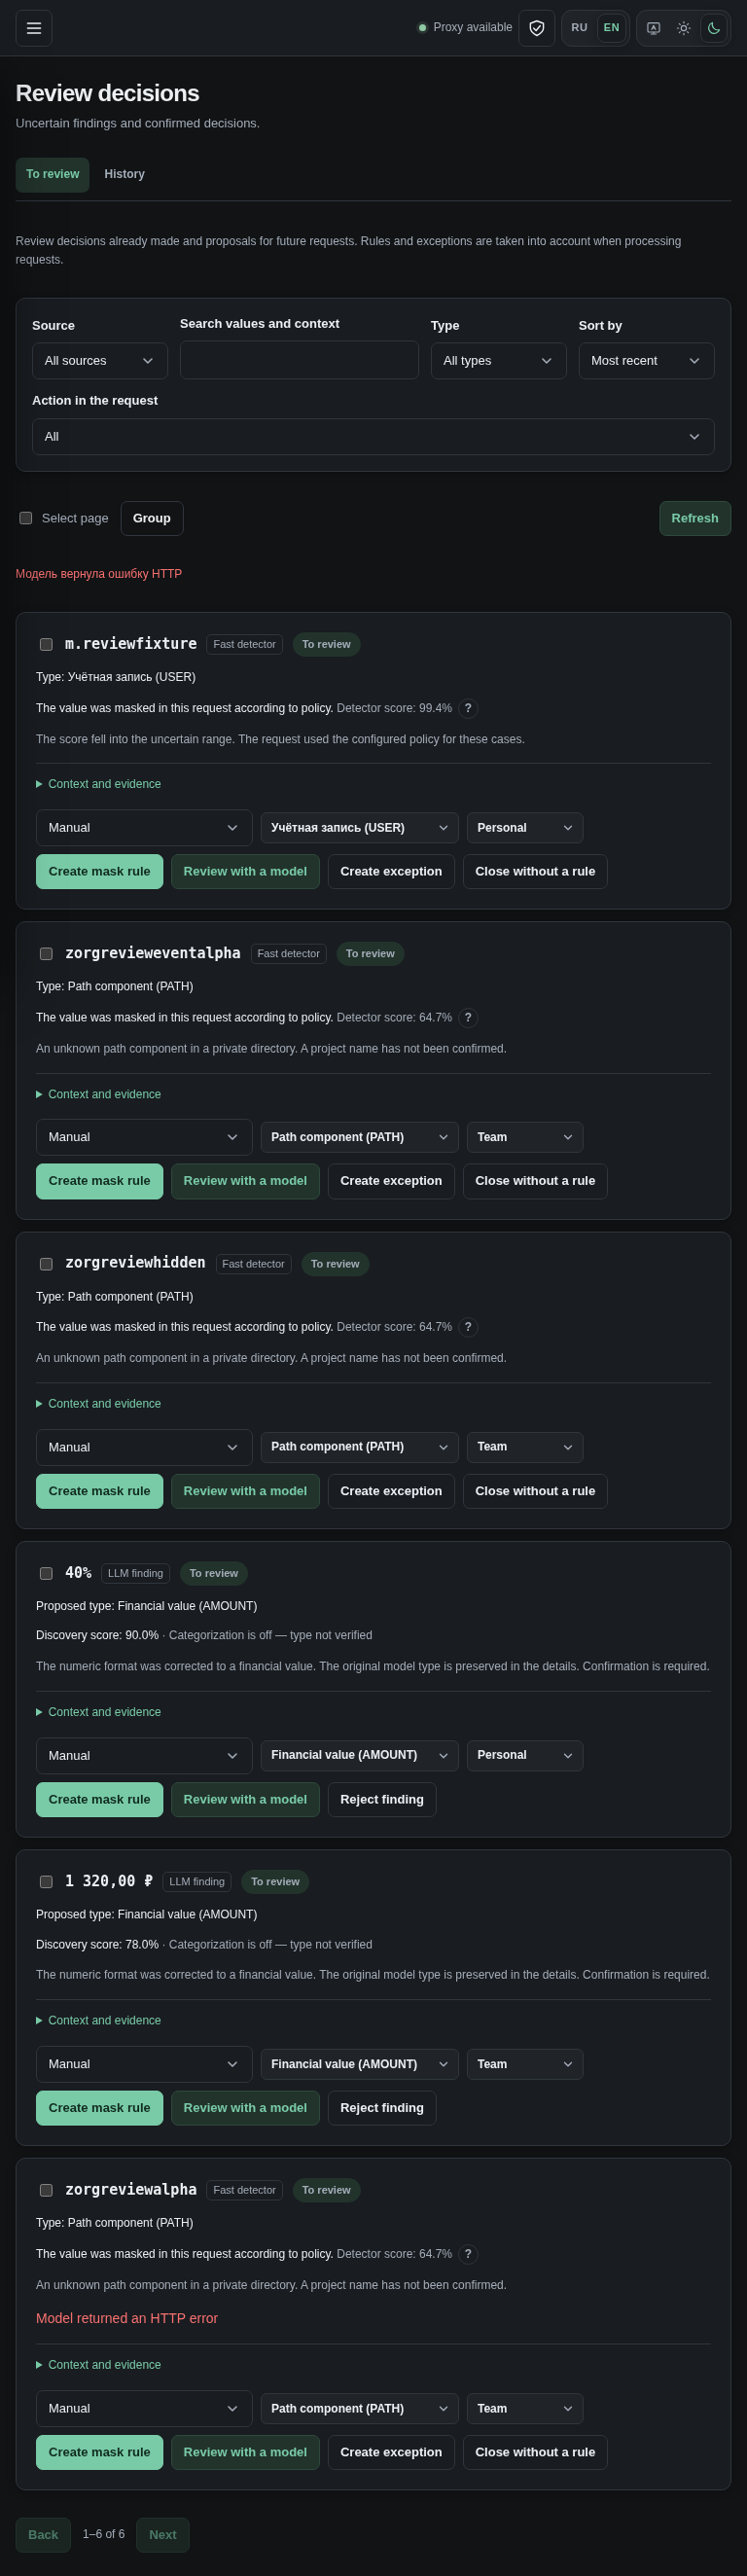 Proxy available
RU EN
Review decisions
Uncertain findings and confirmed decisions.
To review History
Review decisions already made and proposals for future requests. Rules and exceptions are taken into account when processing
requests.
Source Search values and context Type Sort by
All sources All types Most recent
Action in the request
All
Select page Group Refresh
Модель вернула ошибку HTTP
m.reviewfixture Fast detector To review
Type: Учётная запись (USER)
The value was masked in this request according to policy. Detector score: 99.4% ?
The score fell into the uncertain range. The request used the configured policy for these cases.
Context and evidence
Manual Учётная запись (USER) Personal
Create mask rule Review with a model Create exception Close without a rule
zorgrevieweventalpha Fast detector To review
Type: Path component (PATH)
The value was masked in this request according to policy. Detector score: 64.7% ?
An unknown path component in a private directory. A project name has not been confirmed.
Context and evidence
Manual Path component (PATH) Team
Create mask rule Review with a model Create exception Close without a rule
zorgreviewhidden Fast detector To review
Type: Path component (PATH)
The value was masked in this request according to policy. Detector score: 64.7% ?
An unknown path component in a private directory. A project name has not been confirmed.
Context and evidence
Manual Path component (PATH) Team
Create mask rule Review with a model Create exception Close without a rule
40% LLM finding To review
Proposed type: Financial value (AMOUNT)
Discovery score: 90.0% · Categorization is off — type not verified
The numeric format was corrected to a financial value. The original model type is preserved in the details. Confirmation is required.
Context and evidence
Manual Financial value (AMOUNT) Personal
Create mask rule Review with a model Reject finding
1 320,00 ₽ LLM finding To review
Proposed type: Financial value (AMOUNT)
Discovery score: 78.0% · Categorization is off — type not verified
The numeric format was corrected to a financial value. The original model type is preserved in the details. Confirmation is required.
Context and evidence
Manual Financial value (AMOUNT) Team
Create mask rule Review with a model Reject finding
zorgreviewalpha Fast detector To review
Type: Path component (PATH)
The value was masked in this request according to policy. Detector score: 64.7% ?
An unknown path component in a private directory. A project name has not been confirmed.
Model returned an HTTP error
Context and evidence
Manual Path component (PATH) Team
Create mask rule Review with a model Create exception Close without a rule
Back 1–6 of 6 Next